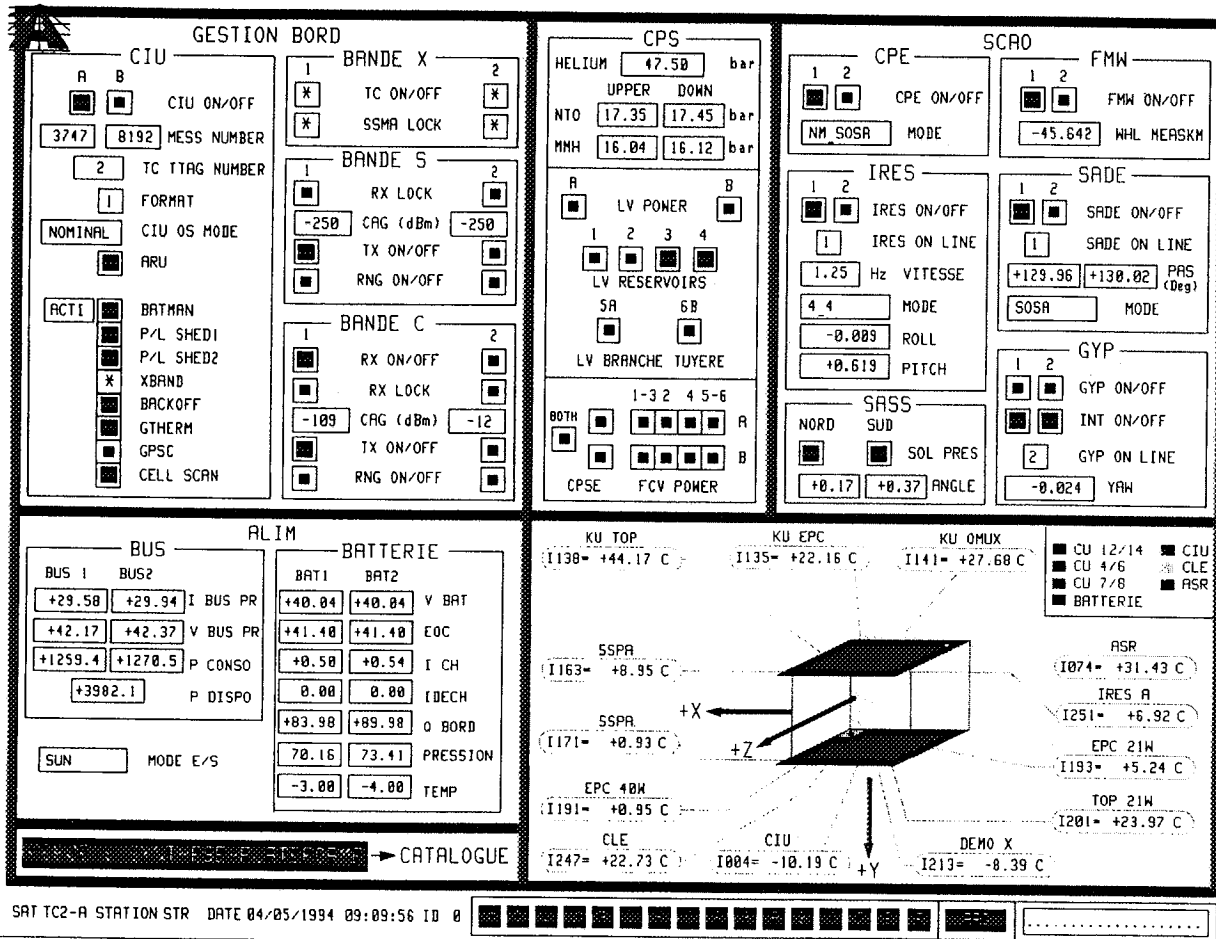 GESTION BORD
CIU
A B
CIU ON/OFF
3747 8192 MESS NUMBER
2 TC TTAG NUMBER
1 FORMAT
NOMINAL CIU OS MODE
ARU
ACTI BATMAN
P/L SHED1
P/L SHED2
* XBAND
BACKOFF
GTHERM
GPSC
CELL SCAN
BANDE X
1 2
* TC ON/OFF *
* SSMA LOCK *
BANDE S
1 2
RX LOCK
-250 CAG (dBm) -250
TX ON/OFF
RNG ON/OFF
BANDE C
1 2
RX ON/OFF
RX LOCK
-109 CAG (dBm) -12
TX ON/OFF
RNG ON/OFF
CPS
HELIUM 47.50 bar
UPPER DOWN
NTO 17.35 17.45 bar
MMH 16.04 16.12 bar
A B
LV POWER
1 2 3 4
LV RESERVOIRS
5A 6B
LV BRANCHE TUYERE
1-3 2 4 5-6
BOTH A
B
CPSE FCV POWER
SCAO
CPE
1 2
CPE ON/OFF
NM_SOSA MODE
IRES
1 2
IRES ON/OFF
1 IRES ON LINE
1.25 Hz VITESSE
4_4 MODE
-0.009 ROLL
+0.619 PITCH
SASS
NORD SUD
SOL PRES
+0.17 +0.37 ANGLE
FMW
1 2
FMW ON/OFF
-45.642 WHL MEASKM
SADE
1 2
SADE ON/OFF
1 SADE ON LINE
+129.96 +130.02 PAS (Deg)
SOSA MODE
GYP
1 2
GYP ON/OFF
INT ON/OFF
2 GYP ON LINE
-0.024 YAW
ALIM
BUS
BUS 1 BUS2
+29.50 +29.94 I BUS PR
+42.17 +42.37 V BUS PR
+1259.4 +1270.5 P CONSO
+3982.1 P DISPO
SUN MODE E/S
BATTERIE
BAT1 BAT2
+40.04 +40.04 V BAT
+41.40 +41.40 EOC
+0.50 +0.54 I CH
0.00 0.00 IDECH
+83.98 +89.98 Q BORD
70.16 73.41 PRESSION
-3.00 -4.00 TEMP
CATALOGUE
KU TOP
I138= +44.17 C
KU EPC
I135= +22.16 C
KU OMUX
I141= +27.68 C
CU 12/14 CIU
CU 4/6 CLE
CU 7/8 ASR
BATTERIE
SSPA
I163= +8.95 C
SSPA
I171= +0.93 C
EPC 40W
I191= +0.95 C
CLE
I247= +22.73 C
CIU
I004= -10.19 C
DEMO X
I213= -8.39 C
+X
+Z
+Y
ASR
I074= +31.43 C
IRES A
I251= +6.92 C
EPC 21W
I193= +5.24 C
TOP 21W
I201= +23.97 C
SAT TC2-A STATION STR DATE 04/05/1994 09:09:56 ID 0